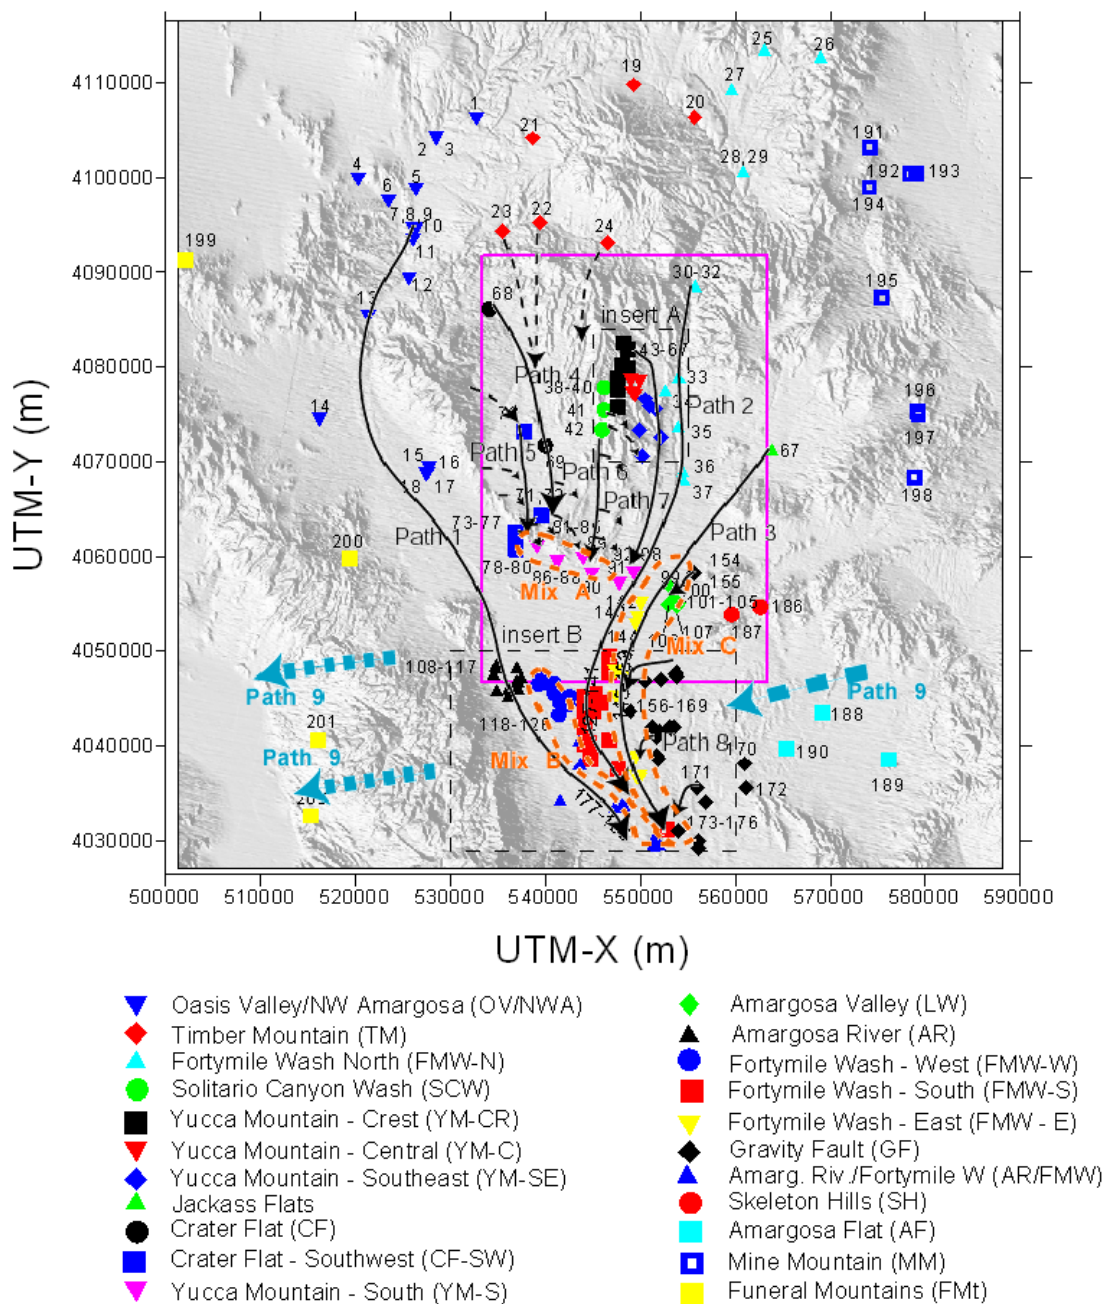 25
26
19
27
20
1
21
191
2 3
28,29
192
193
4
5
194
6
22
23
7,8,9
24
10
11
199
30-32
12
195
68
13
insert A
43-67
Path 4
33
38-40
196
14
41
Path 2
42
35
197
Path 5
67
15 16
69
Path 6
36
18 17
37
198
Path 7
73-77
Path 1
Path 3
200
154
78-80
155
86-88
90
91
Mix A
101-105
186
insert B
107
187
Mix C
108-117
Path 9
Path 9
156-169
188
118-126
201
Path 8
170
190
Path 9
Mix B
171
172
189
173-176
4110000
4100000
4090000
4080000
4070000
4060000
4050000
4040000
4030000
UTM-Y (m)
500000 510000 520000 530000 540000 550000 560000 570000 580000 590000
UTM-X (m)
Oasis Valley/NW Amargosa (OV/NWA)
Timber Mountain (TM)
Fortymile Wash North (FMW-N)
Solitario Canyon Wash (SCW)
Yucca Mountain - Crest (YM-CR)
Yucca Mountain - Central (YM-C)
Yucca Mountain - Southeast (YM-SE)
Jackass Flats
Crater Flat (CF)
Crater Flat - Southwest (CF-SW)
Yucca Mountain - South (YM-S)
Amargosa Valley (LW)
Amargosa River (AR)
Fortymile Wash - West (FMW-W)
Fortymile Wash - South (FMW-S)
Fortymile Wash - East (FMW - E)
Gravity Fault (GF)
Amarg. Riv./Fortymile W (AR/FMW)
Skeleton Hills (SH)
Amargosa Flat (AF)
Mine Mountain (MM)
Funeral Mountains (FMt)